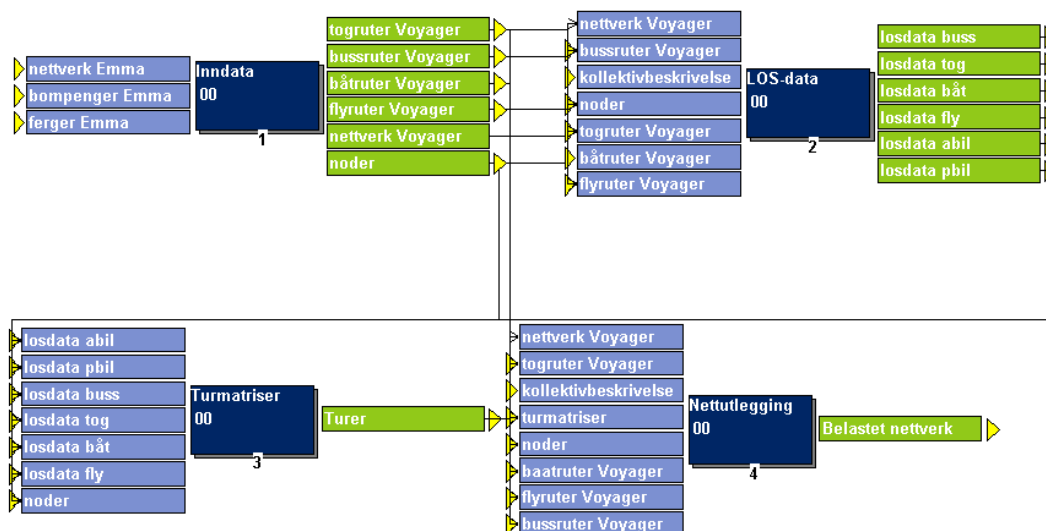 nettverk Emma
bompenger Emma
ferger Emma
Inndata
00
1
togruter Voyager
bussruter Voyager
båtruter Voyager
flyruter Voyager
nettverk Voyager
noder
nettverk Voyager
bussruter Voyager
kollektivbeskrivelse
noder
togruter Voyager
båtruter Voyager
flyruter Voyager
LOS-data
00
2
losdata buss
losdata tog
losdata båt
losdata fly
losdata abil
losdata pbil
losdata abil
losdata pbil
losdata buss
losdata tog
losdata båt
losdata fly
noder
Turmatriser
00
3
Turer
nettverk Voyager
togruter Voyager
kollektivbeskrivelse
turmatriser
noder
baatruter Voyager
flyruter Voyager
bussruter Voyager
Nettutlegging
00
4
Belastet nettverk